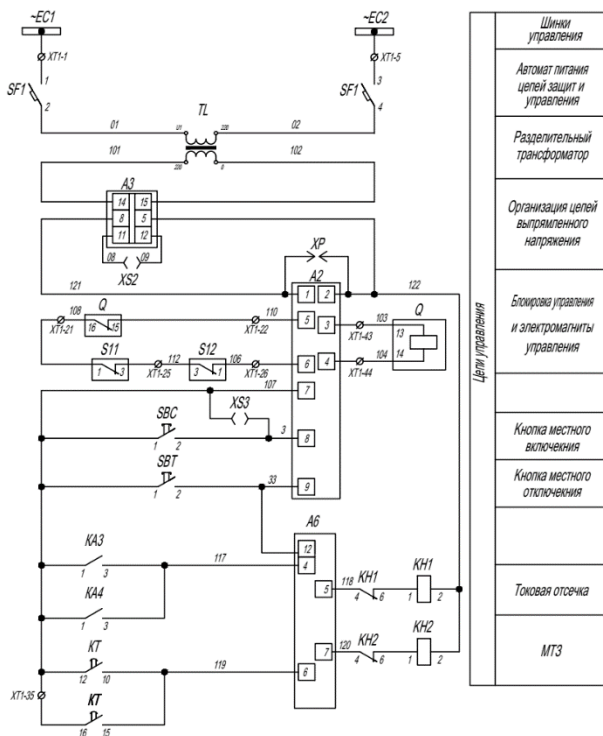 ~EC1
~EC2
XT1-1
XT1-5
1
3
SF1
SF1
2
4
TL
01
U1
220
02
101
220
0
102
A3
14
15
8
5
11
12
08
09
XS2
XP
A2
121
1
2
122
108
Q
110
5
103
Q
16
15
3
13
XT1-21
XT1-22
XT1-43
S11
112
S12
106
6
4
104
14
1
3
3
1
XT1-25
XT1-26
XT1-44
107
7
XS3
SBC
3
8
1
2
SBT
33
9
1
2
A6
12
KA3
117
4
1
3
5
118
KH1
KH1
4
6
1
2
KA4
1
3
KT
119
7
120
KH2
KH2
12
10
6
4
6
1
2
XT1-35
KT
16
15
Цепи управления
Шинки
управления
Автомат питания
цепей защит и
управления
Разделительный
трансформатор
Организация цепей
выпрямленного
напряжения
Блокировка управления
и электромагниты
управления
Кнопка местного
включекния
Кнопка местного
отключекния
Токовая отсечка
МТЗ